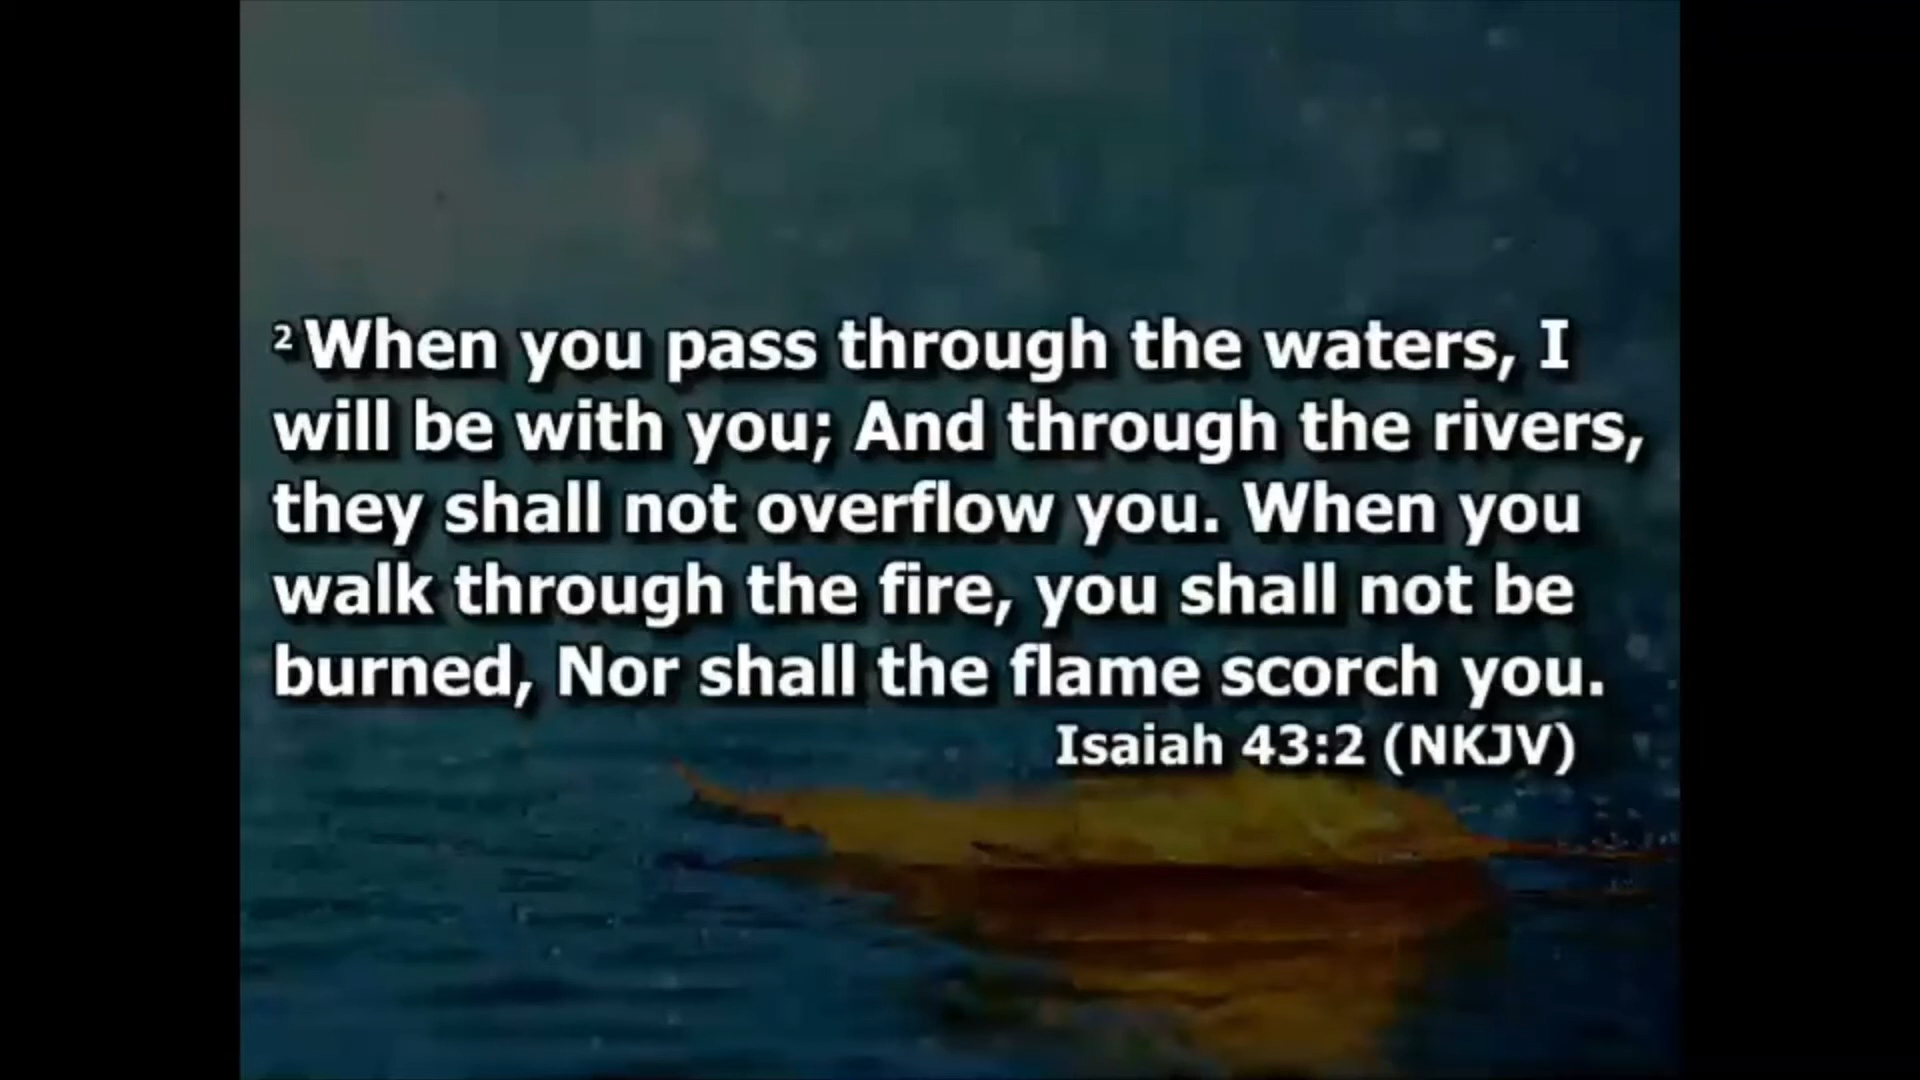 2 When you pass through the waters, I
will be with you; And through the rivers,
they shall not overflow you. When you
walk through the fire, you shall not be
burned, Nor shall the flame scorch you.
Isaiah 43:2 (NKJV)